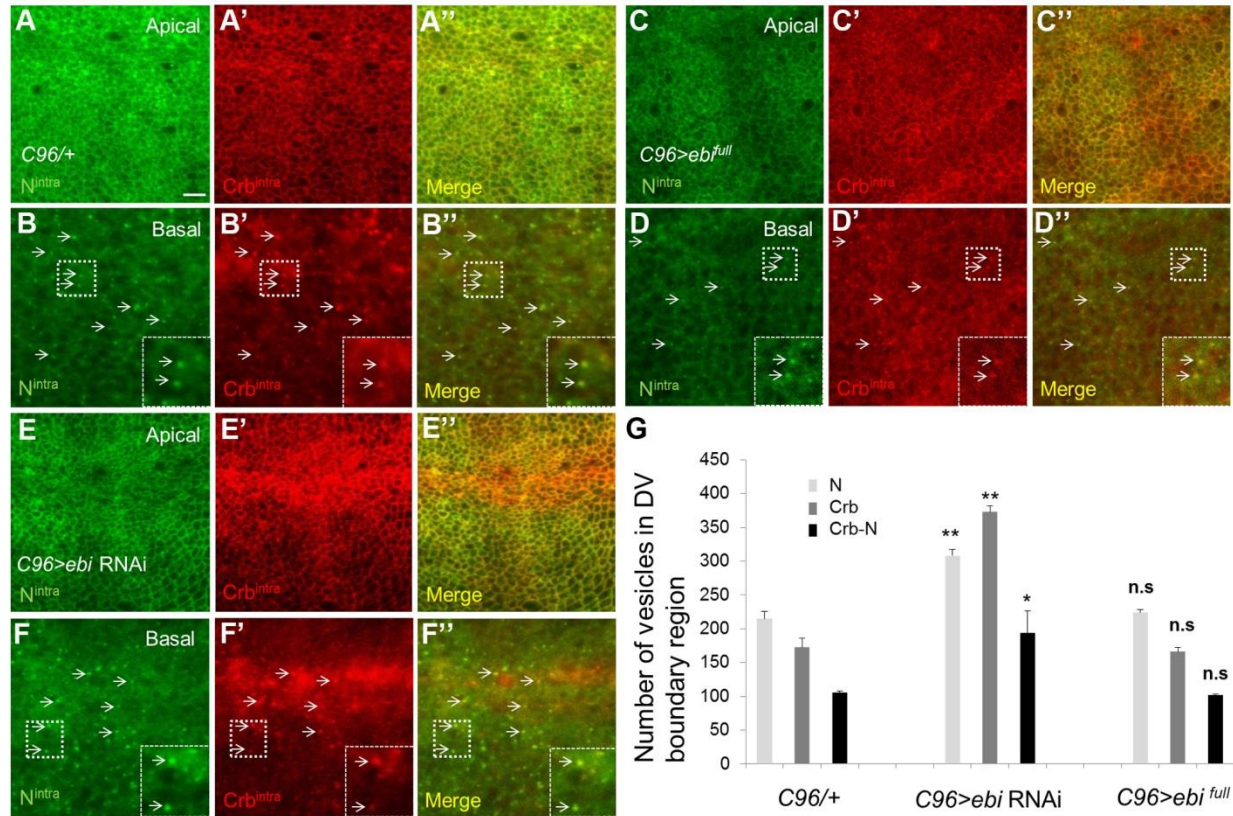 A Apical
C96/+
N^intra
A'
Crb^intra
A''
Merge
C Apical
C96>ebi^full
N^intra
C'
Crb^intra
C''
Merge
B Basal
N^intra
B'
Crb^intra
B''
Merge
D Basal
N^intra
D'
Crb^intra
D''
Merge
E Apical
C96>ebi RNAi
N^intra
E'
Crb^intra
E''
Merge
F Basal
N^intra
F'
Crb^intra
F''
Merge
G
Number of vesicles in DV
boundary region
450
400
350
300
250
200
150
100
50
0
N
Crb
Crb-N
**
**
*
n.s
n.s
n.s
C96/+
C96>ebi RNAi
C96>ebi ^full